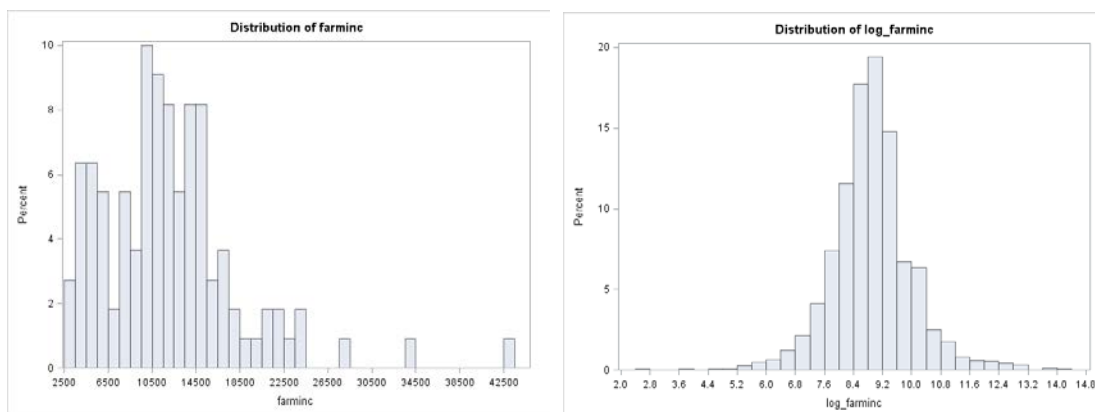 Distribution of farminc
10
8
6
4
2
0
Percent
2500 6500 10500 14500 18500 22500 26500 30500 34500 38500 42500
farminc
Distribution of log_farminc
20
15
10
5
0
Percent
2.0 2.8 3.6 4.4 5.2 6.0 6.8 7.6 8.4 9.2 10.0 10.8 11.6 12.4 13.2 14.0 14.8
log_farminc